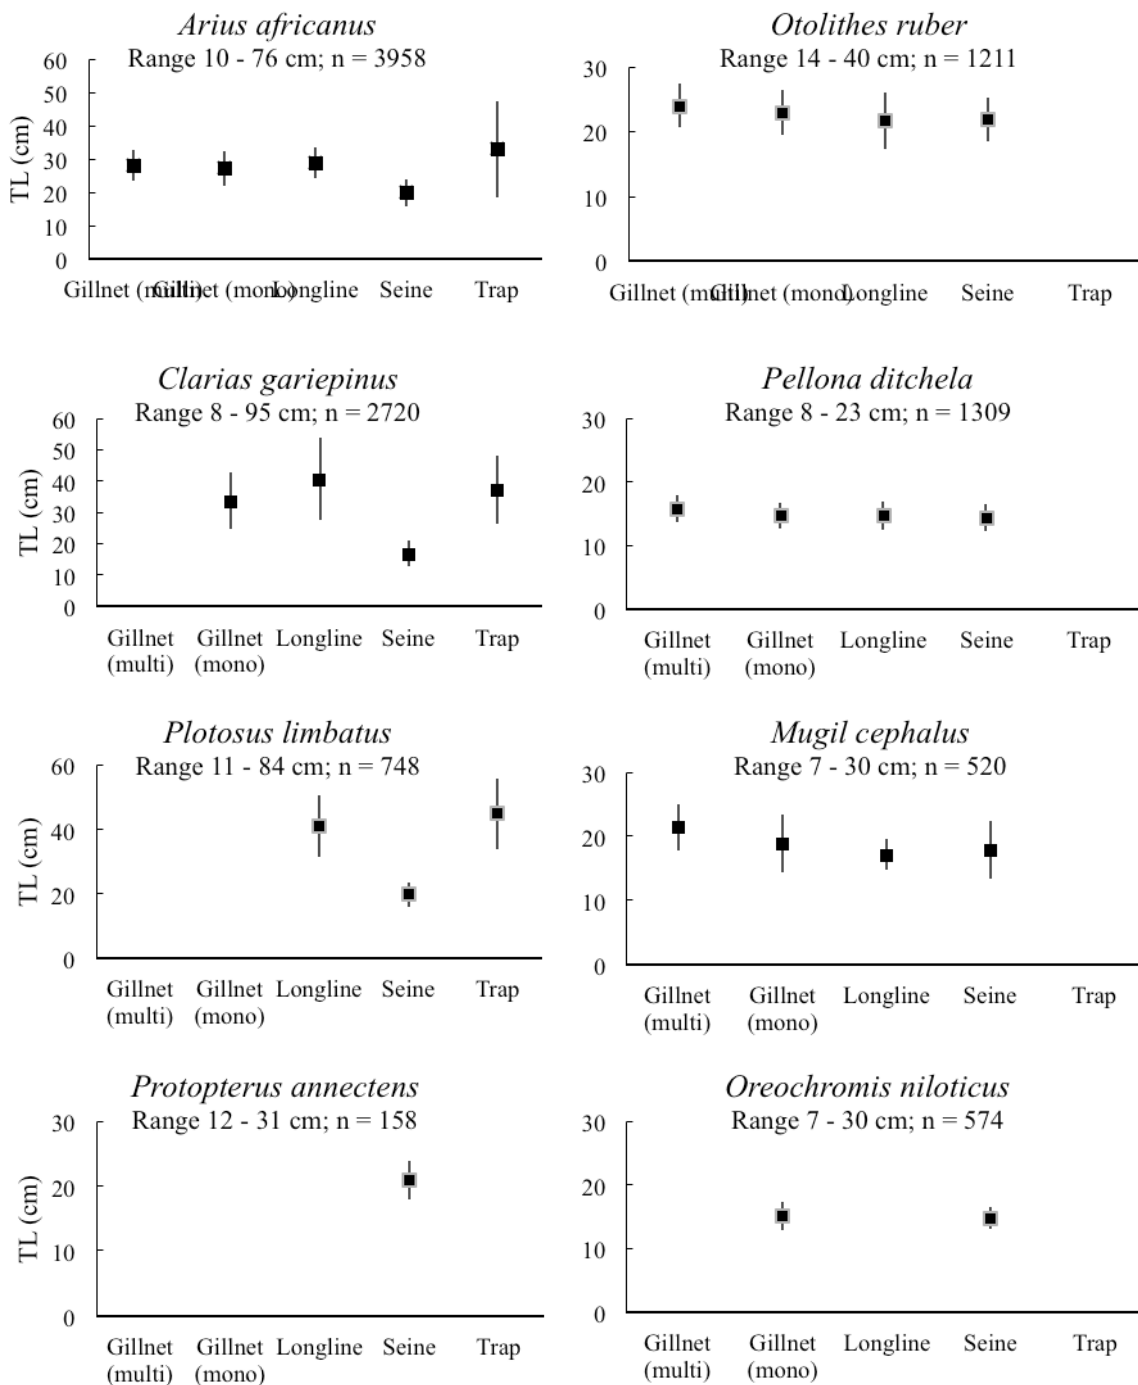 Arius africanus
Range 10 - 76 cm; n = 3958
TL (cm)
60
50
40
30
20
10
0
Gillnet (multi) Gillnet (mono) Longline Seine Trap
Otolithes ruber
Range 14 - 40 cm; n = 1211
30
20
10
0
Gillnet (multi) Gillnet (mono) Longline Seine Trap
Clarias gariepinus
Range 8 - 95 cm; n = 2720
TL (cm)
60
50
40
30
20
10
0
Gillnet Gillnet Longline Seine Trap
(multi) (mono)
Pellona ditchela
Range 8 - 23 cm; n = 1309
30
20
10
0
Gillnet Gillnet Longline Seine Trap
(multi) (mono)
Plotosus limbatus
Range 11 - 84 cm; n = 748
TL (cm)
60
40
20
0
Gillnet Gillnet Longline Seine Trap
(multi) (mono)
Mugil cephalus
Range 7 - 30 cm; n = 520
30
20
10
0
Gillnet Gillnet Longline Seine Trap
(multi) (mono)
Protopterus annectens
Range 12 - 31 cm; n = 158
TL (cm)
30
20
10
0
Gillnet Gillnet Longline Seine Trap
(multi) (mono)
Oreochromis niloticus
Range 7 - 30 cm; n = 574
30
20
10
0
Gillnet Gillnet Longline Seine Trap
(multi) (mono)